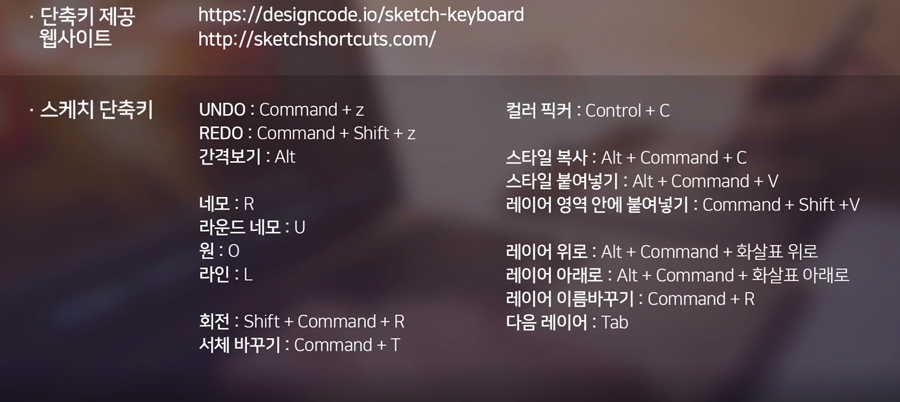 · 단축키 제공 웹사이트
https://designcode.io/sketch-keyboard
http://sketchshortcuts.com/
· 스케치 단축키
UNDO : Command + z
REDO : Command + Shift + z
간격보기 : Alt
네모 : R
라운드 네모 : U
원 : O
라인 : L
회전 : Shift + Command + R
서체 바꾸기 : Command + T
컬러 픽커 : Control + C
스타일 복사 : Alt + Command + C
스타일 붙여넣기 : Alt + Command + V
레이어 영역 안에 붙여넣기 : Command + Shift +V
레이어 위로 : Alt + Command + 화살표 위로
레이어 아래로 : Alt + Command + 화살표 아래로
레이어 이름바꾸기 : Command + R
다음 레이어 : Tab